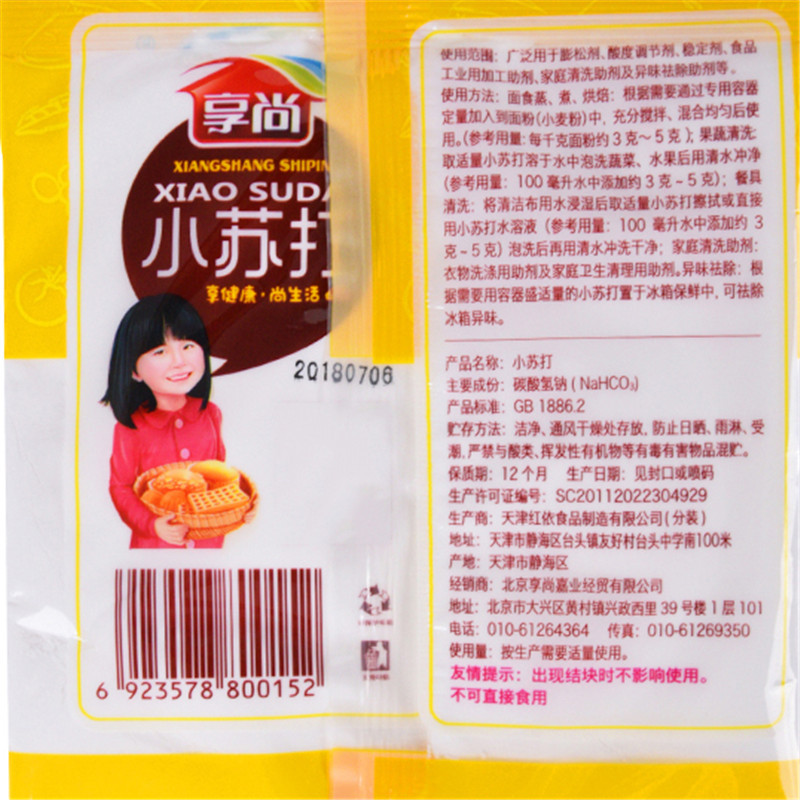 享尚
XIANGSHANG SHIPIN
XIAO SUDA
小苏打
享健康·尚生活
20180706
6 923578 800152
使用范围：广泛用于膨松剂、酸度调节剂、稳定剂、食品
工业用加工助剂、家庭清洗助剂及异味祛除助剂等。
使用方法：面食蒸、煮、烘焙：根据需要通过专用容器
定量加入到面粉(小麦粉)中，充分搅拌、混合均匀后使
用。(参考用量：每千克面粉约3克～5克)；果蔬清洗：
取适量小苏打溶于水中泡洗蔬菜、水果后用清水冲净
(参考用量：100毫升水中添加约3克～5克)；餐具
清洗：将清洁布用水浸湿后取适量小苏打擦拭或直接
用小苏打水溶液（参考用量：100 毫升水中添加约 3
克～5克）泡洗后再用清水冲洗干净；家庭清洗助剂：
衣物洗涤用助剂及家庭卫生清理用助剂。异味祛除：根
据需要用容器盛适量的小苏打置于冰箱保鲜中，可祛除
冰箱异味。
产品名称：小苏打
主要成份：碳酸氢钠（NaHCO₃)
产品标准：GB 1886.2
贮存方法：洁净、通风干燥处存放，防止日晒、雨淋、受
潮，严禁与酸类、挥发性有机物等有毒有害物品混贮。
保质期：12个月 生产日期：见封口或喷码
生产许可证编号：SC20112022304929
生产商：天津红依食品制造有限公司(分装)
地址：天津市静海区台头镇友好村台头中学南100米
产地：天津市静海区
经销商：北京享尚嘉业经贸有限公司
地址：北京市大兴区黄村镇兴政西里39号楼1层101
电话：010-61264364 传真：010-61269350
使用量：按生产需要适量使用。
友情提示：出现结块时不影响使用。
不可直接食用